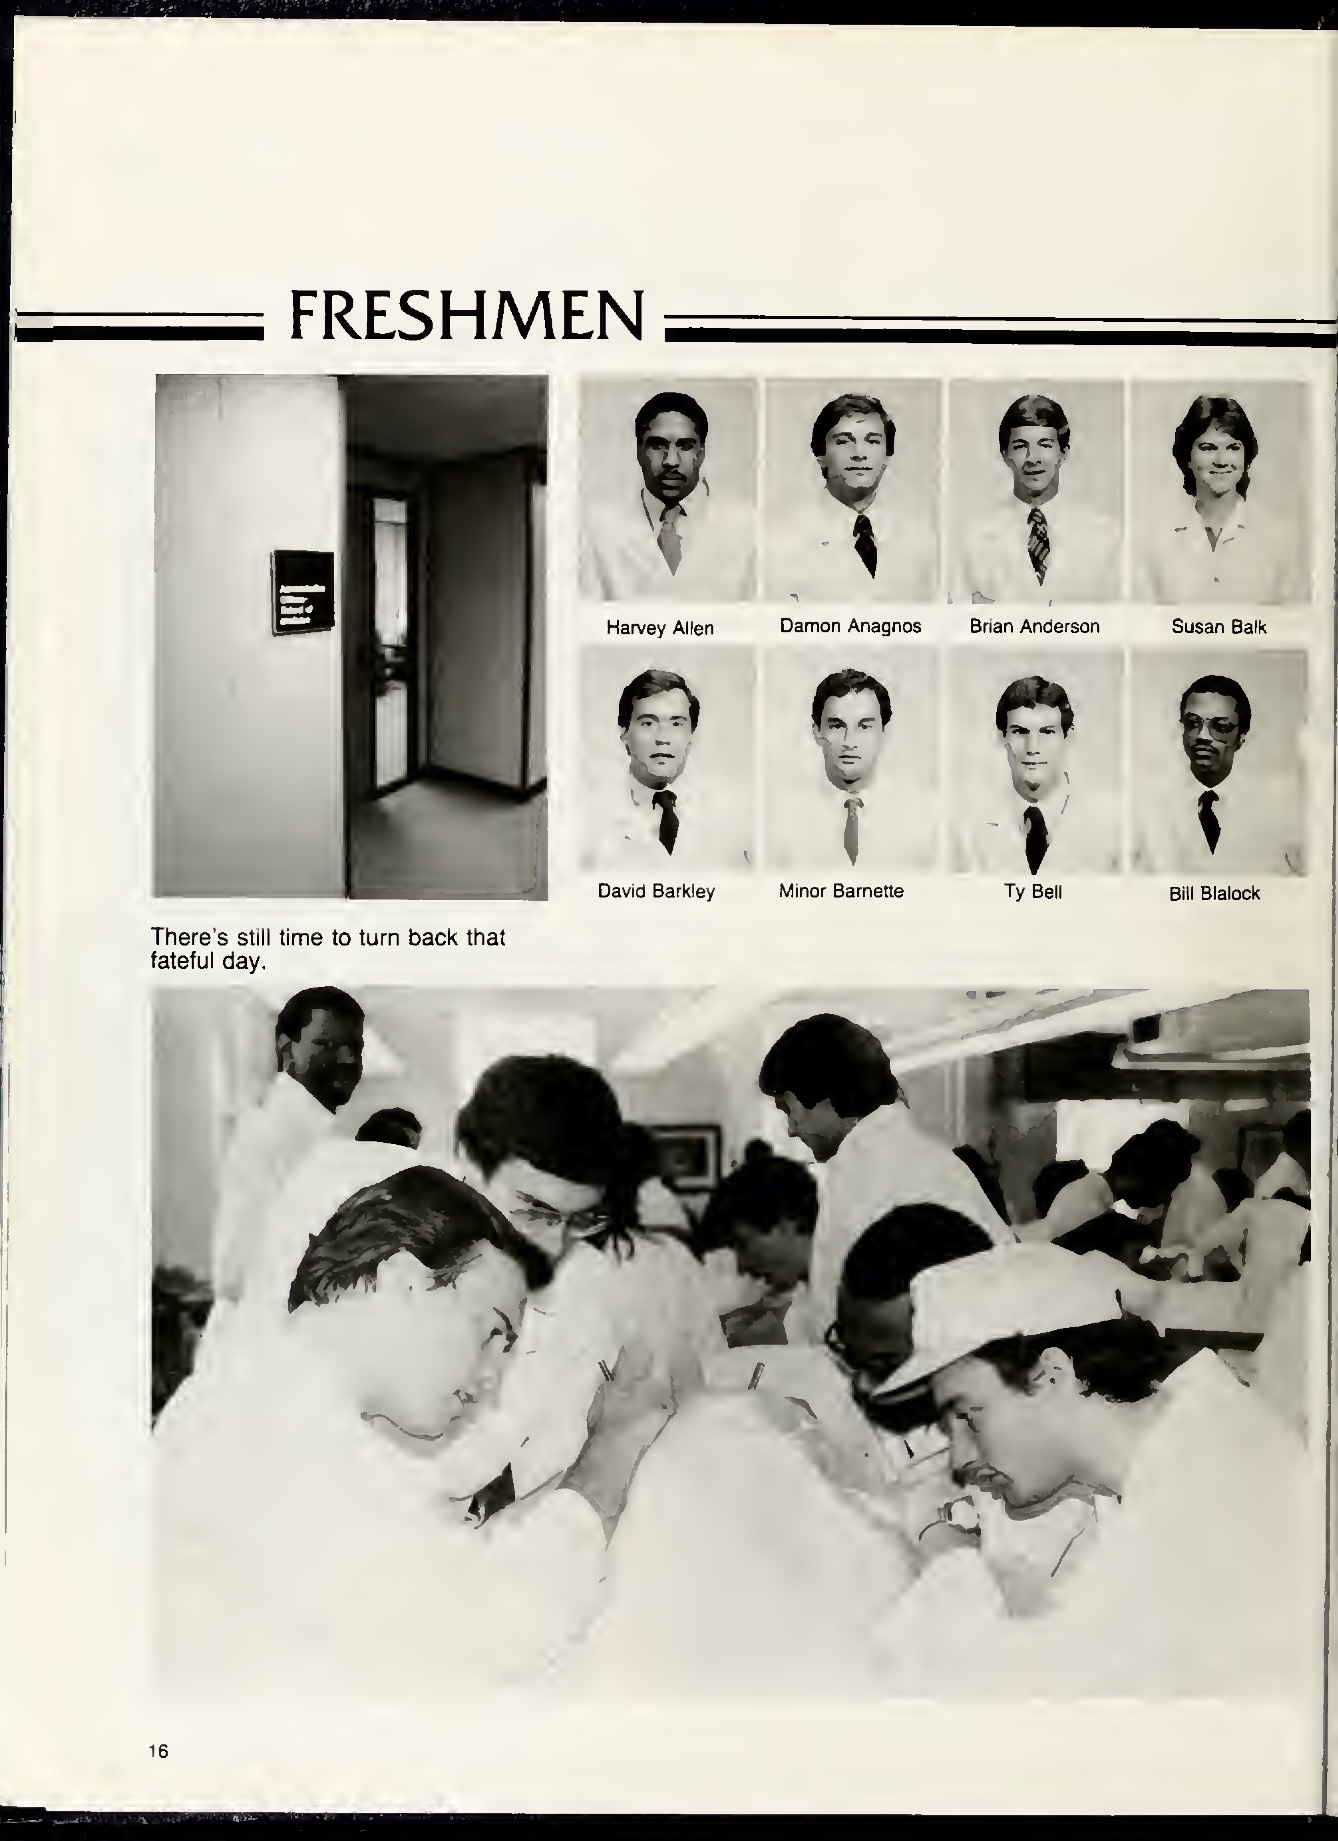 FRESHMEN
Harvey Allen
Damon Anagnos
Brian Anderson
Susan Balk
David Barkley
Minor Barnette
Ty Bell
Bill Blalock
There's still time to turn back that
fateful day.
16